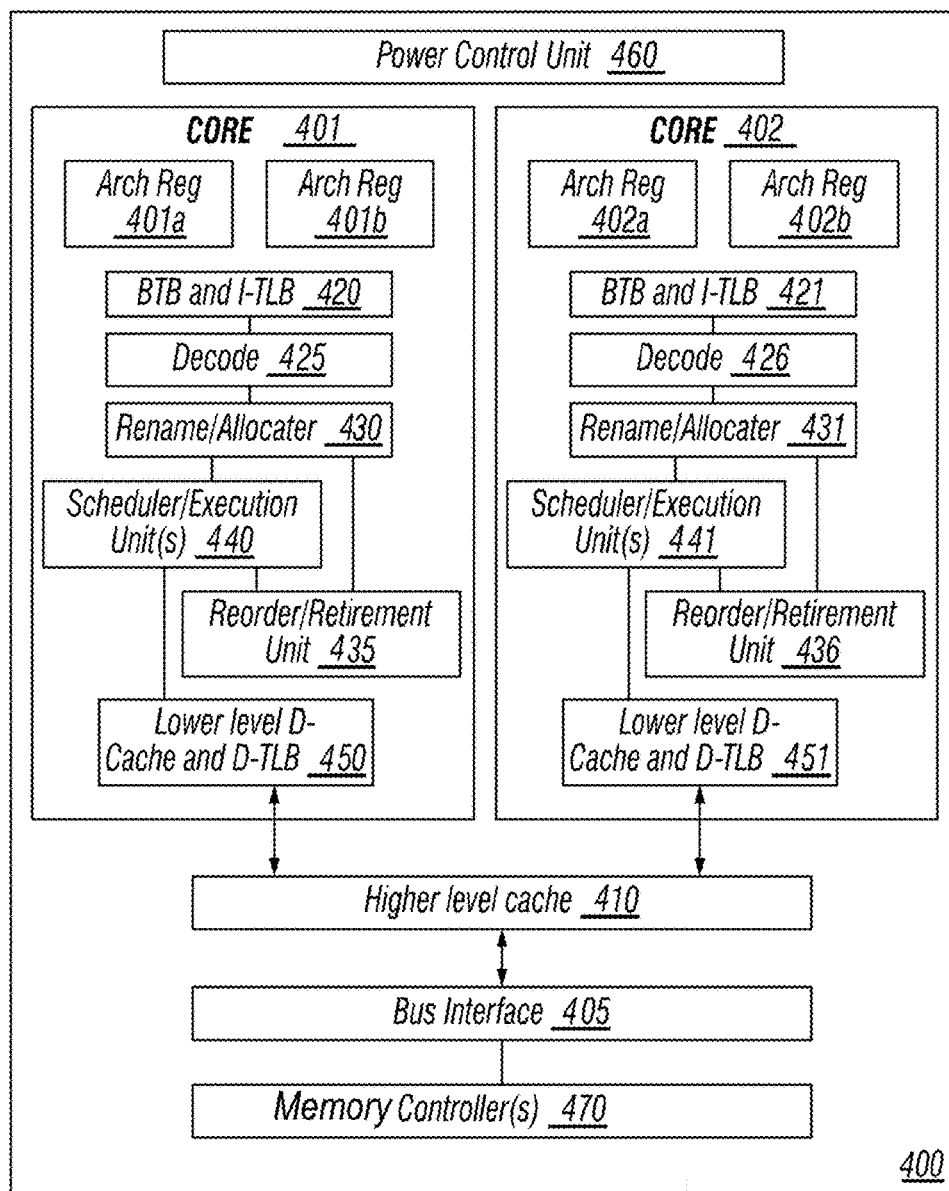 Power Control Unit 460
CORE 401
Arch Reg
401a
Arch Reg
401b
BTB and I-TLB 420
Decode 425
Rename/Allocater 430
Scheduler/Execution
Unit(s) 440
Reorder/Retirement
Unit 435
Lower level D-
Cache and D-TLB 450
CORE 402
Arch Reg
402a
Arch Reg
402b
BTB and I-TLB 421
Decode 426
Rename/Allocater 431
Scheduler/Execution
Unit(s) 441
Reorder/Retirement
Unit 436
Lower level D-
Cache and D-TLB 451
Higher level cache 410
Bus Interface 405
Memory Controller(s) 470
400